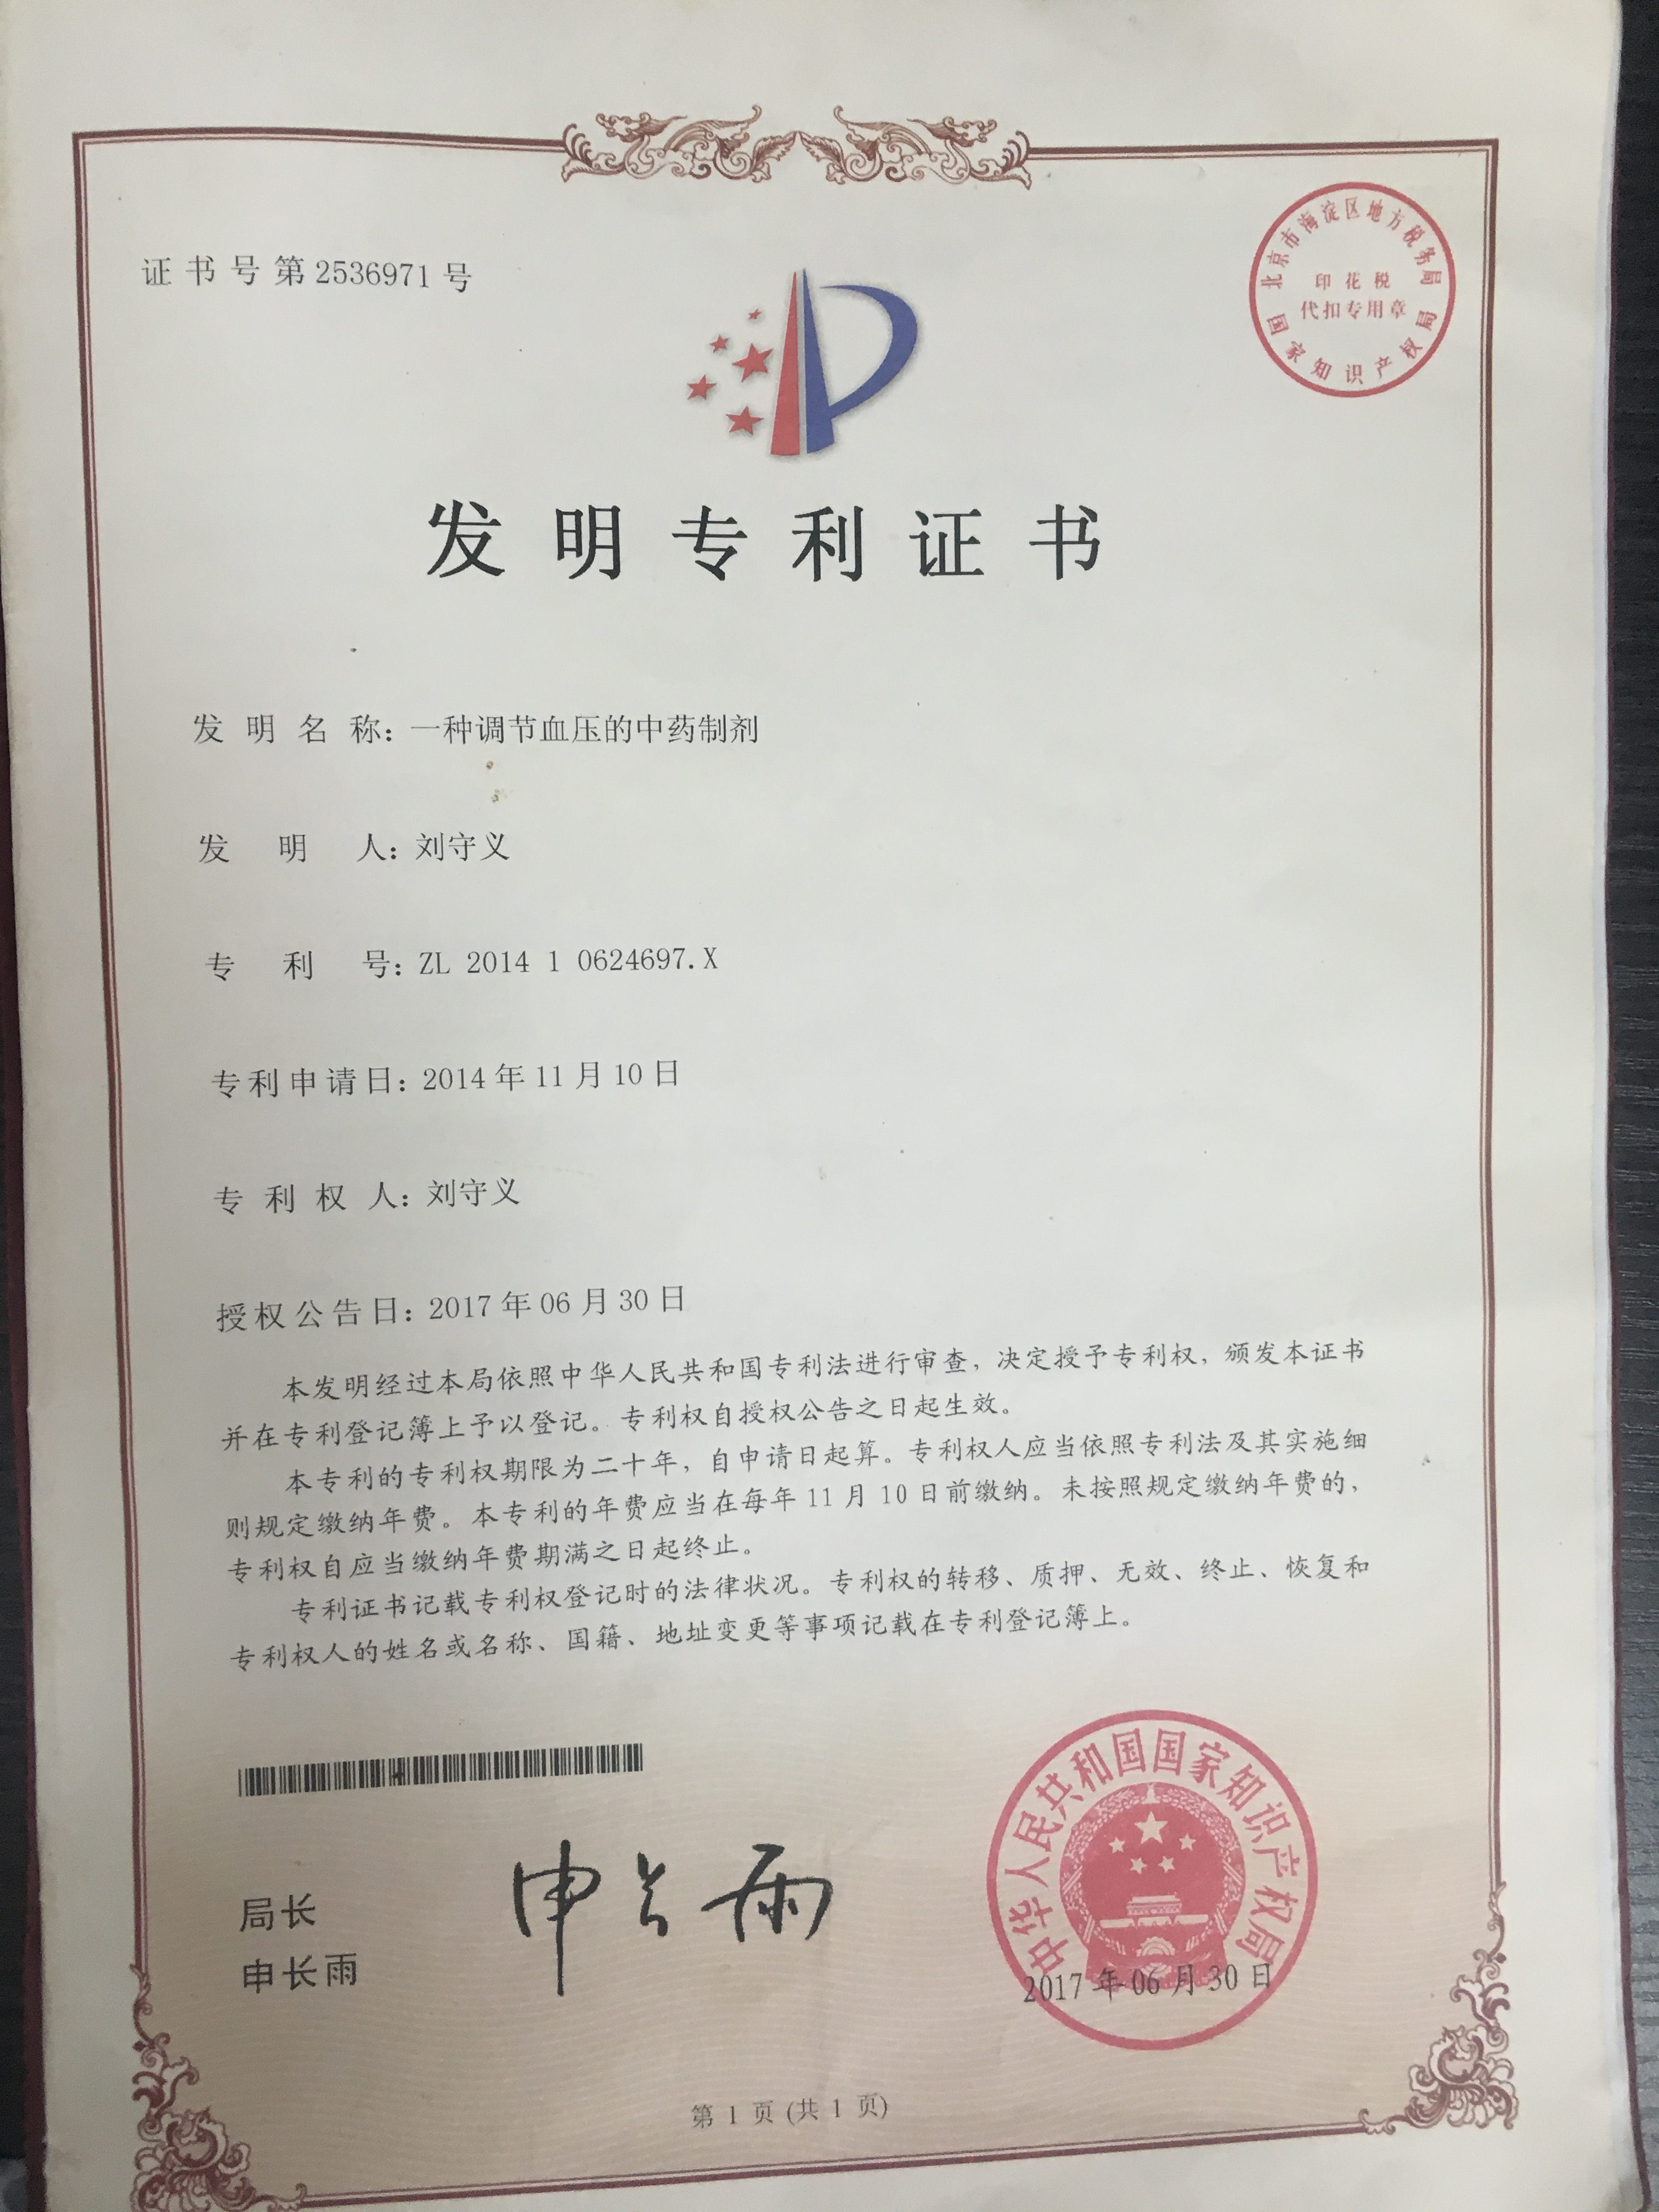 证书号第2536971号
北京市海淀区地方税务局
印花税
代扣专用章
国家知识产权局
发明专利证书
发明名称：一种调节血压的中药制剂
发明人：刘守义
专利号：ZL 2014 1 0624697.X
专利申请日：2014年11月10日
专利权人：刘守义
授权公告日：2017年06月30日
本发明经过本局依照中华人民共和国专利法进行审查，决定授予专利权，颁发本证书
并在专利登记簿上予以登记。专利权自授权公告之日起生效。
本专利的专利权期限为二十年，自申请日起算。专利权人应当依照专利法及其实施细
则规定缴纳年费。本专利的年费应当在每年11月10日前缴纳。未按照规定缴纳年费的，
专利权自应当缴纳年费期满之日起终止。
专利证书记载专利权登记时的法律状况。专利权的转移、质押、无效、终止、恢复和
专利权人的姓名或名称、国籍、地址变更等事项记载在专利登记簿上。
局长
申长雨
申长雨
中华人民共和国国家知识产权局
2017年06月30日
第1页(共1页)